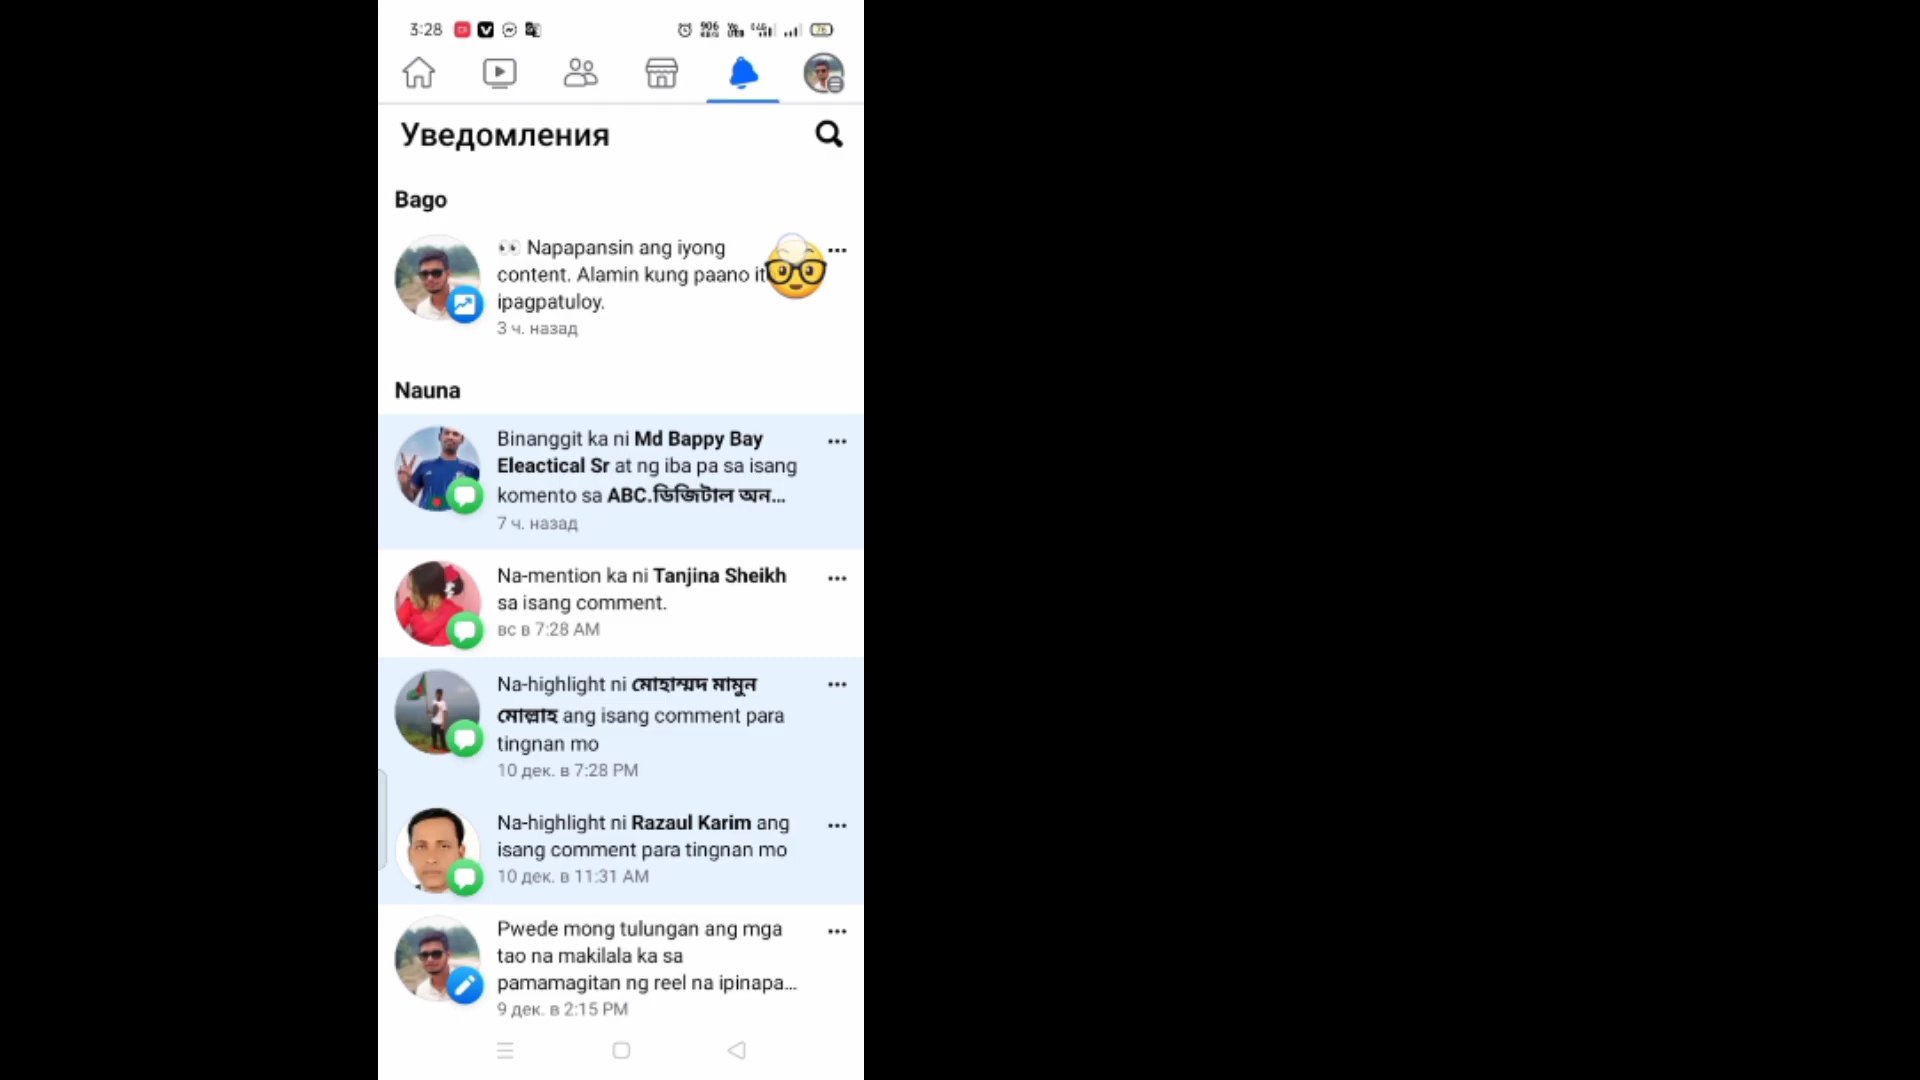 3:28
906
76
Уведомления
Bago
Napapansin ang iyong
content. Alamin kung paano
ipagpatuloy.
3 ч. назад
Nauna
Binanggit ka ni Md Bappy Bay
Eleactical Sr at ng iba pa sa isang
komento sa ABC.ডিজিটাল অন...
7 ч. назад
Na-mention ka ni Tanjina Sheikh
sa isang comment.
вс в 7:28 AM
Na-highlight ni মোহাম্মদ মামুন
মোল্লাহ ang isang comment para
tingnan mo
10 дек. в 7:28 PM
Na-highlight ni Razaul Karim ang
isang comment para tingnan mo
10 дек. в 11:31 AM
Pwede mong tulungan ang mga
tao na makilala ka sa
pamamagitan ng reel na ipinapa...
9 дек. в 2:15 PM